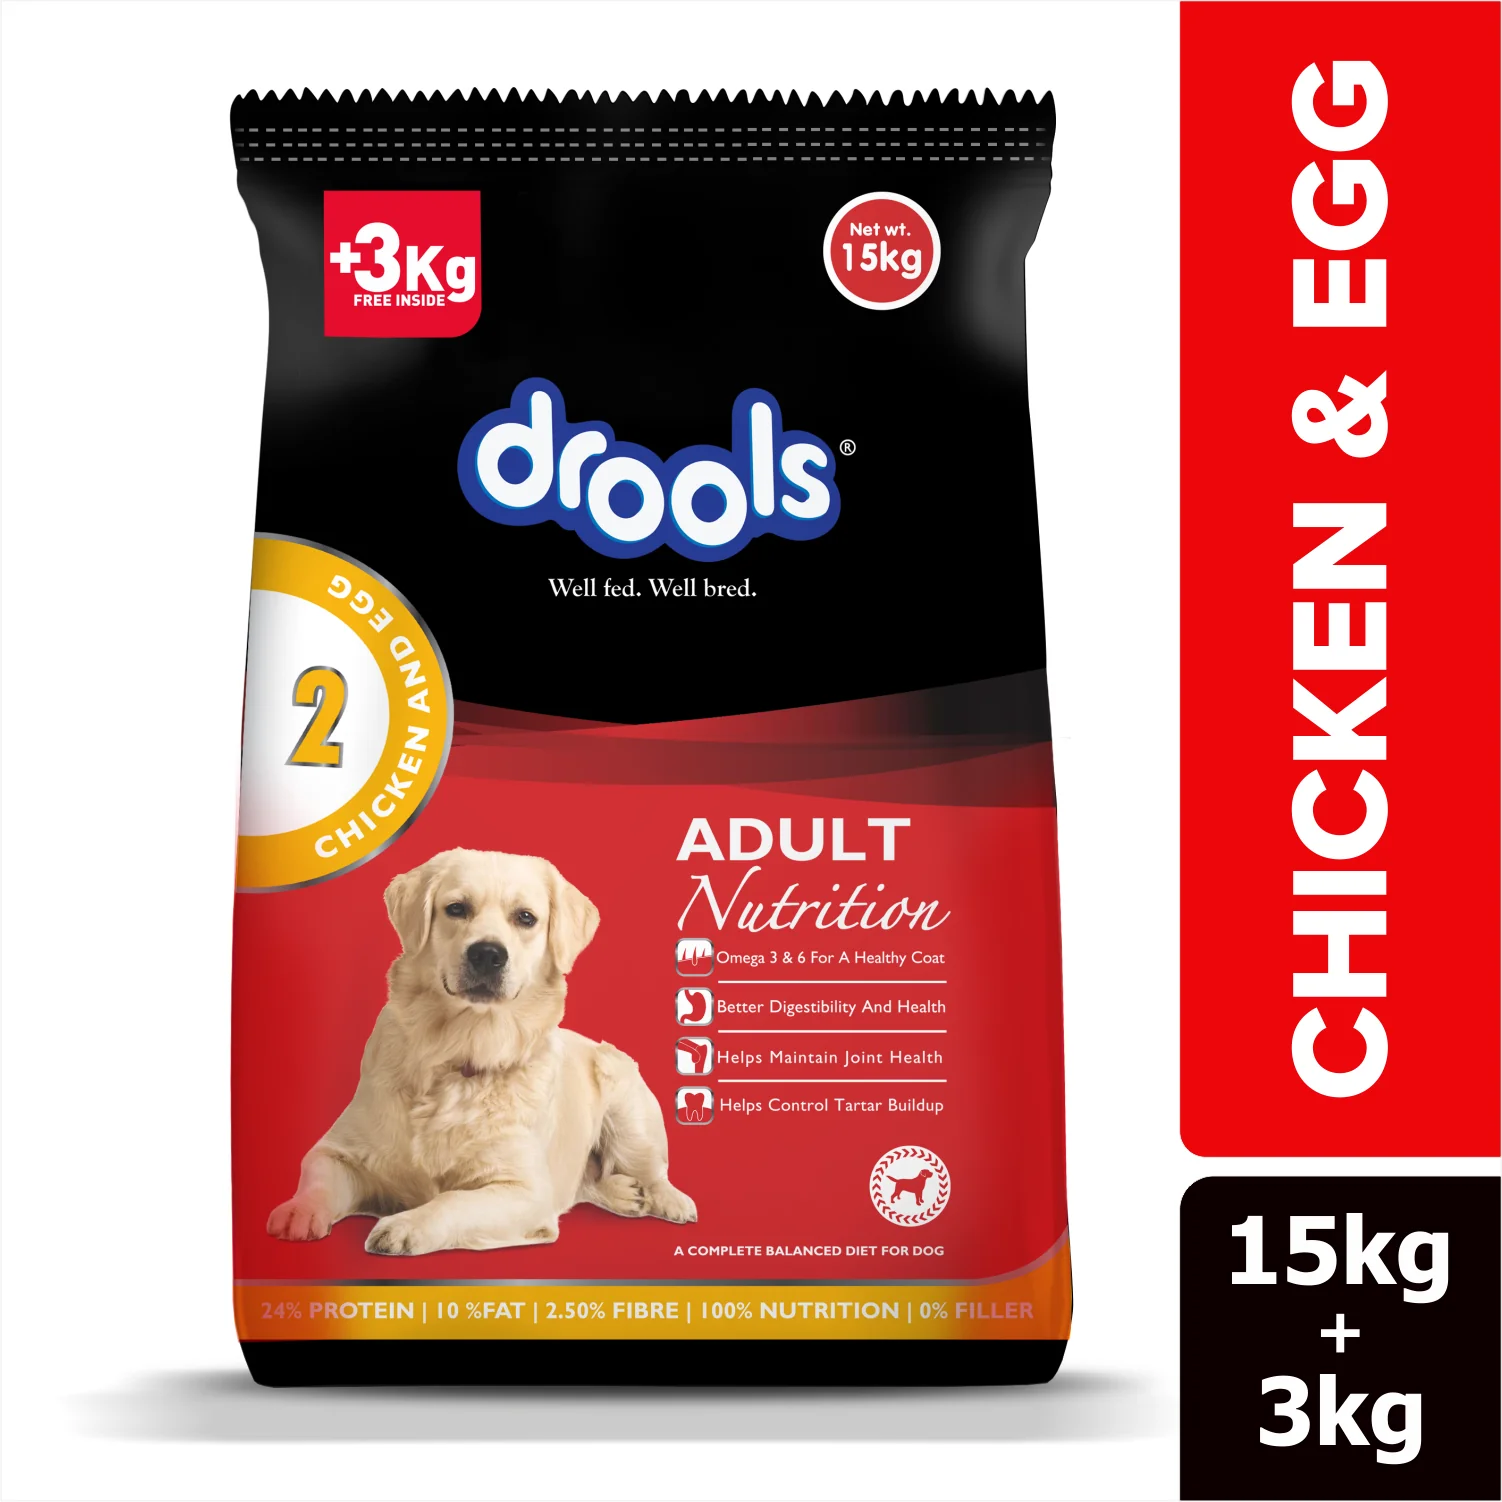 +3Kg
FREE INSIDE
Net wt.
15kg
drools®
Well fed. Well bred.
2
CHICKEN AND EGG
ADULT
Nutrition
Omega 3 & 6 For A Healthy Coat
Better Digestibility And Health
Helps Maintain Joint Health
Helps Control Tartar Buildup
A COMPLETE BALANCED DIET FOR DOG
24% PROTEIN | 10 %FAT | 2.50% FIBRE | 100% NUTRITION | 0% FILLER
CHICKEN & EGG
15kg
+
3kg